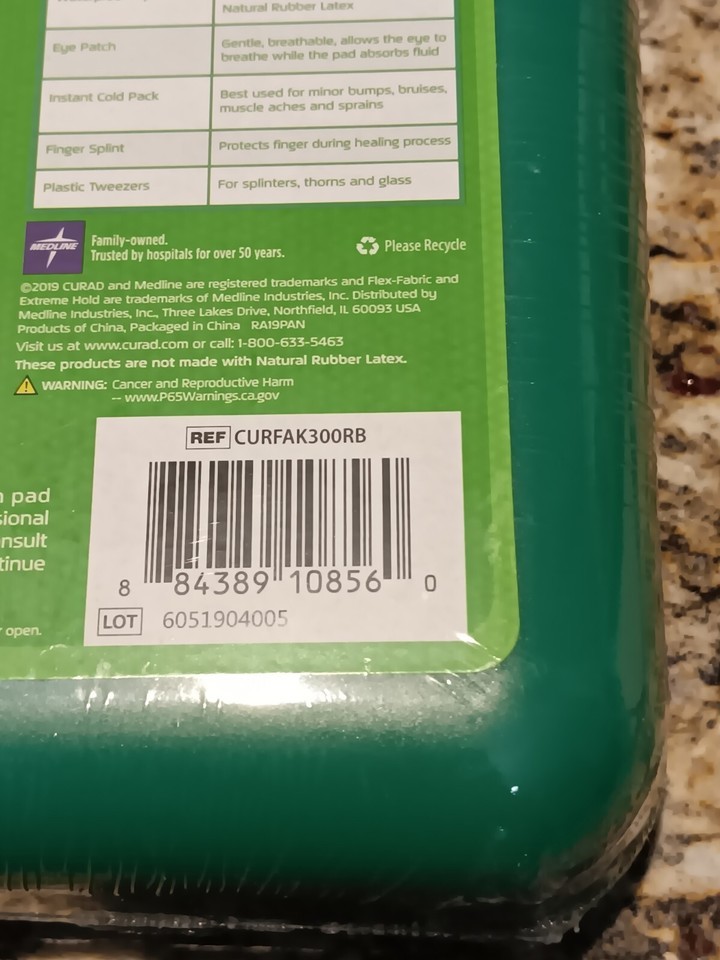 Natural Rubber Latex
Eye Patch
Gentle, breathable, allows the eye to
breathe while the pad absorbs fluid
Instant Cold Pack
Best used for minor bumps, bruises,
muscle aches and sprains
Finger Splint
Protects finger during healing process
Plastic Tweezers
For splinters, thorns and glass
MEDLINE
Family-owned.
Trusted by hospitals for over 50 years.
Please Recycle
©2019 CURAD and Medline are registered trademarks and Flex-Fabric and
Extreme Hold are trademarks of Medline Industries, Inc. Distributed by
Medline Industries, Inc., Three Lakes Drive, Northfield, IL 60093 USA
Products of China, Packaged in China RA19PAN
Visit us at www.curad.com or call: 1-800-633-5463
These products are not made with Natural Rubber Latex.
WARNING: Cancer and Reproductive Harm
-- www.P65Warnings.ca.gov
pad
REF CURFAK300RB
8 84389 10856 0
LOT 6051904005
open.